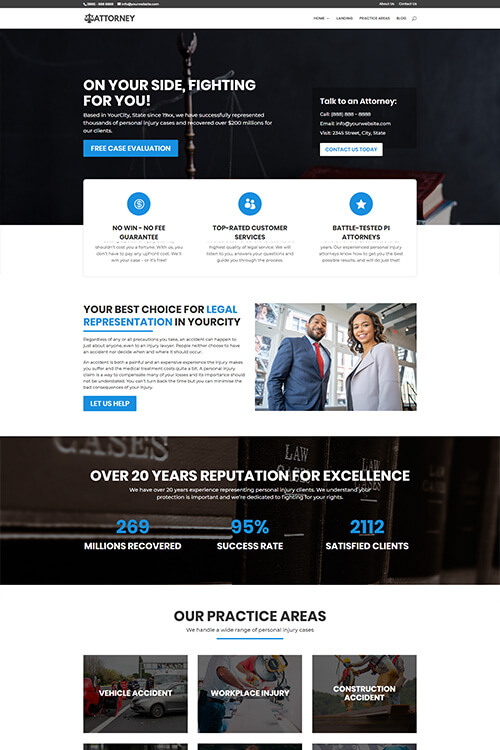 (888) - 888 8888 info@yourwebsite.com About Us Contact Us
ATTORNEY HOME LANDING PRACTICE AREAS BLOG
ON YOUR SIDE, FIGHTING
FOR YOU!
Based in YourCity, State since 19xx, we have successfully represented
thousands of personal injury cases and recovered over $200 millions for
our clients.
FREE CASE EVALUATION
Talk to an Attorney:
Call: (888) 888 - 8888
Email: info@yourwebsite.com
Visit: 2345 Street, City, State
CONTACT US TODAY
NO WIN - NO FEE
GUARANTEE
shouldn't cost you a fortune. With us, you
don't have to pay any upfront cost. We'll
win your case - or it's free!
TOP-RATED CUSTOMER
SERVICES
highest quality of legal service. We will
listen to you, answers your questions and
guide you through the process.
BATTLE-TESTED PI
ATTORNEYS
years. Our experienced personal injury
attorneys know how to get you the best
possible results, and will do just that!
YOUR BEST CHOICE FOR LEGAL
REPRESENTATION IN YOURCITY
Regardless of any or all precautions you take, an accident can happen to
just about anyone, even to an injury lawyer. People neither choose to have
an accident nor decide when and where it should occur.
An accident is both a painful and an expensive experience the injury makes
you suffer and the medical treatment costs quite a bit. A personal injury
claim is a way to compensate many of your losses and its importance should
not be understated. You can't turn back the time but you can minimise the
bad consequences of your injury.
LET US HELP
CASES
LAW
CASES
LAW
OVER 20 YEARS REPUTATION FOR EXCELLENCE
We have over 20 years experience representing personal injury clients. We understand your
protection is important and we're dedicated to fighting for your rights.
269
MILLIONS RECOVERED
95%
SUCCESS RATE
2112
SATISFIED CLIENTS
OUR PRACTICE AREAS
We handle a wide range of personal injury cases
VEHICLE ACCIDENT
WORKPLACE INJURY
CONSTRUCTION
ACCIDENT